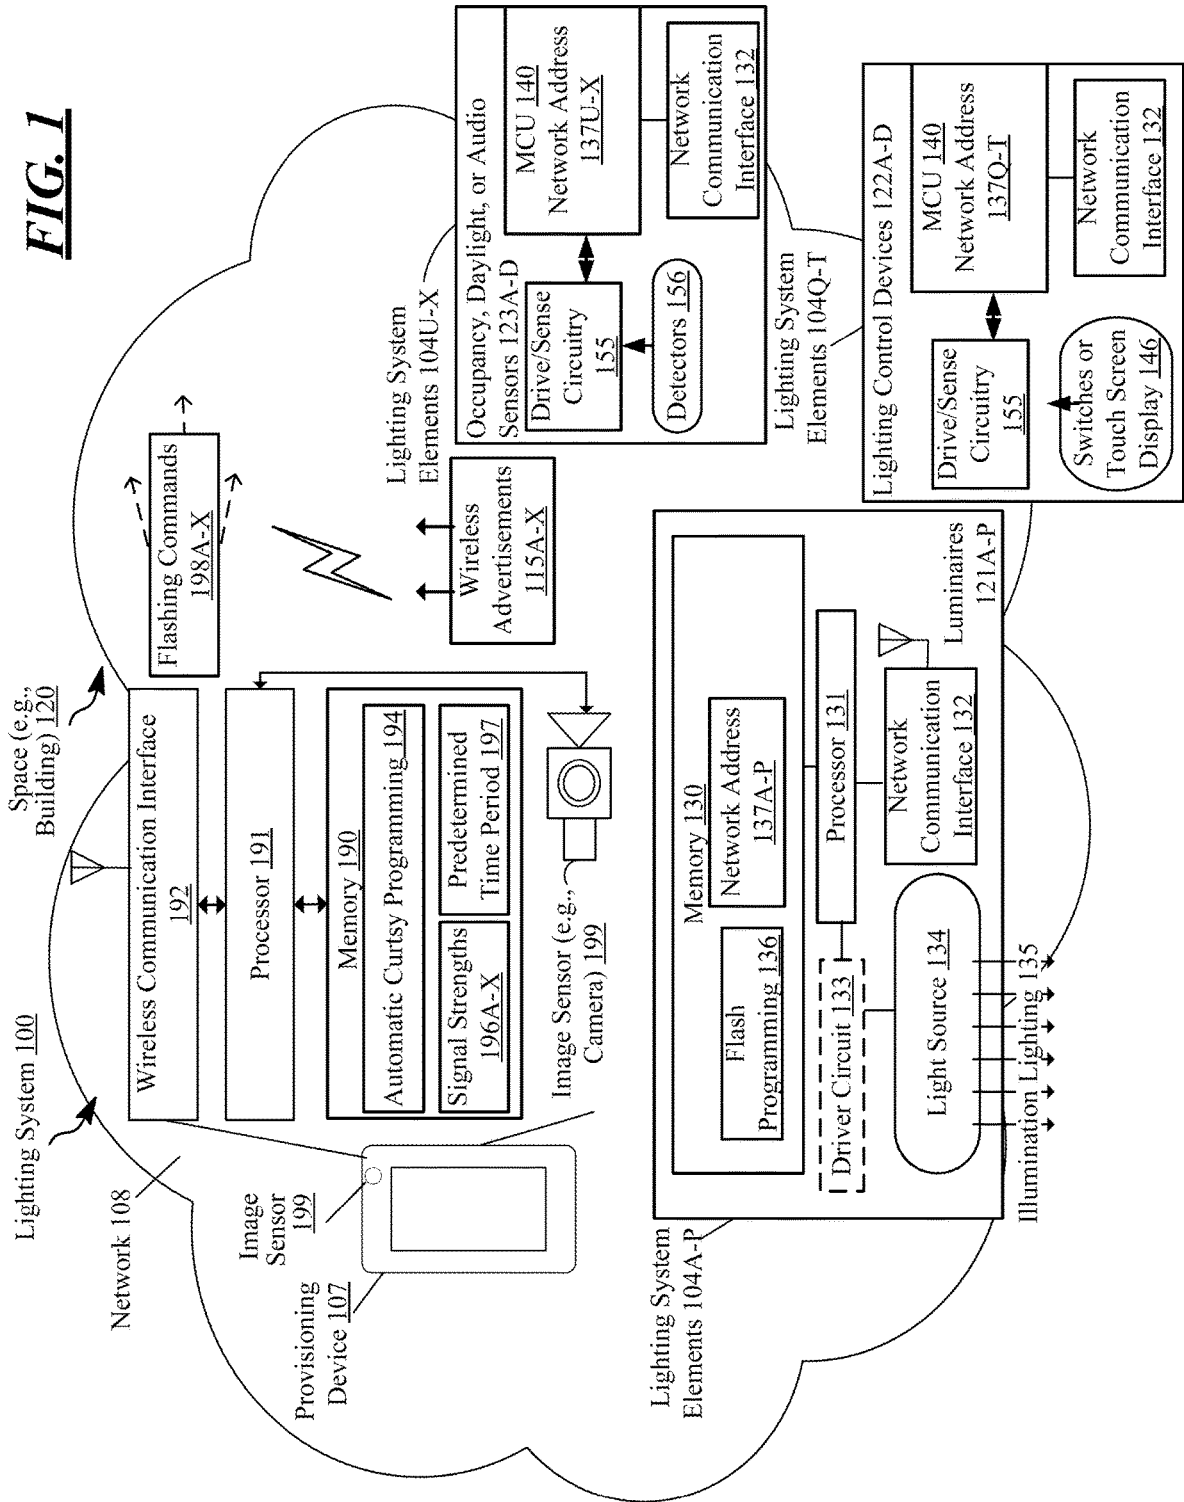 FIG. 1
Lighting System 100
Space (e.g.,
Building) 120
Network 108
Wireless Communication Interface
192
Flashing Commands
198A-X
Processor 191
Image
Sensor
199
Memory 190
Automatic Curtsy Programming 194
Signal Strengths
196A-X
Predetermined
Time Period 197
Provisioning
Device 107
Wireless
Advertisements
115A-X
Image Sensor (e.g.,
Camera) 199
Lighting System
Elements 104U-X
Occupancy, Daylight, or Audio
Sensors 123A-D
MCU 140
Network Address
137U-X
Drive/Sense
Circuitry
155
Detectors 156
Network
Communication
Interface 132
Lighting System
Elements 104A-P
Memory 130
Flash
Programming 136
Network Address
137A-P
Processor 131
Driver Circuit 133
Network
Communication
Interface 132
Light Source 134
Luminaires
121A-P
Illumination Lighting 135
Lighting System
Elements 104Q-T
Lighting Control Devices 122A-D
MCU 140
Network Address
137Q-T
Drive/Sense
Circuitry
155
Switches or
Touch Screen
Display 146
Network
Communication
Interface 132